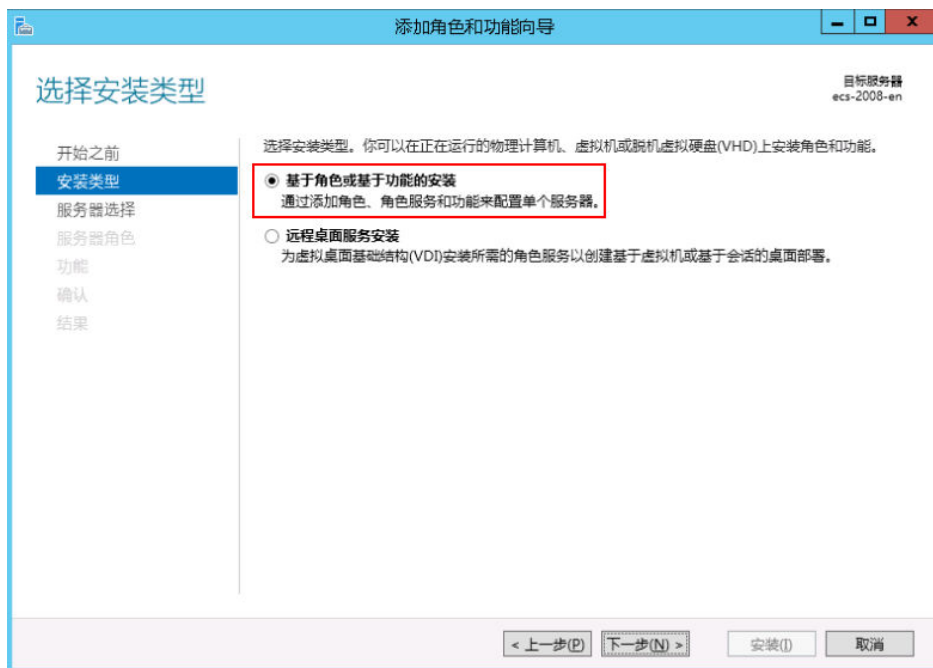 添加角色和功能向导
选择安装类型
目标服务器
ecs-2008-en
开始之前
安装类型
服务器选择
服务器角色
功能
确认
结果
选择安装类型。你可以在正在运行的物理计算机、虚拟机或脱机虚拟硬盘(VHD)上安装角色和功能。
基于角色或基于功能的安装
通过添加角色、角色服务和功能来配置单个服务器。
远程桌面服务安装
为虚拟桌面基础结构(VDI)安装所需的角色服务以创建基于虚拟机或基于会话的桌面部署。
< 上一步(P) 下一步(N) > 安装(I) 取消